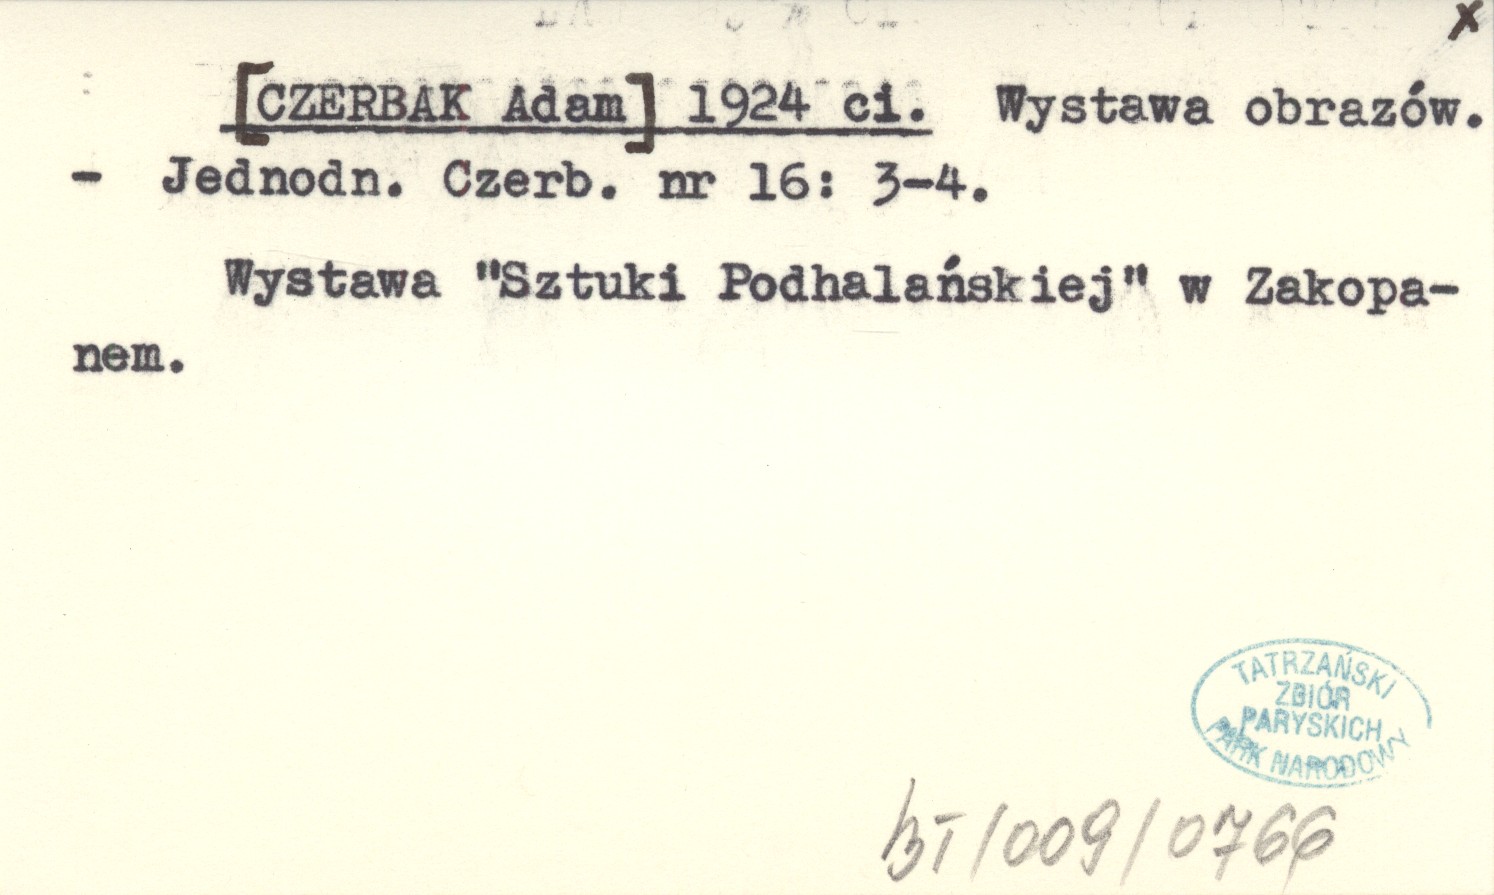 x
[CZERBAK Adam] 1924 ci. Wystawa obrazów.
- Jednodn. Czerb. nr 16: 3-4.
Wystawa "Sztuki Podhalańskiej" w Zakopa-
nem.
TATRZAŃSKI
ZBIÓR
PARYSKICH
PARK NARODOWY
BT/009/0766